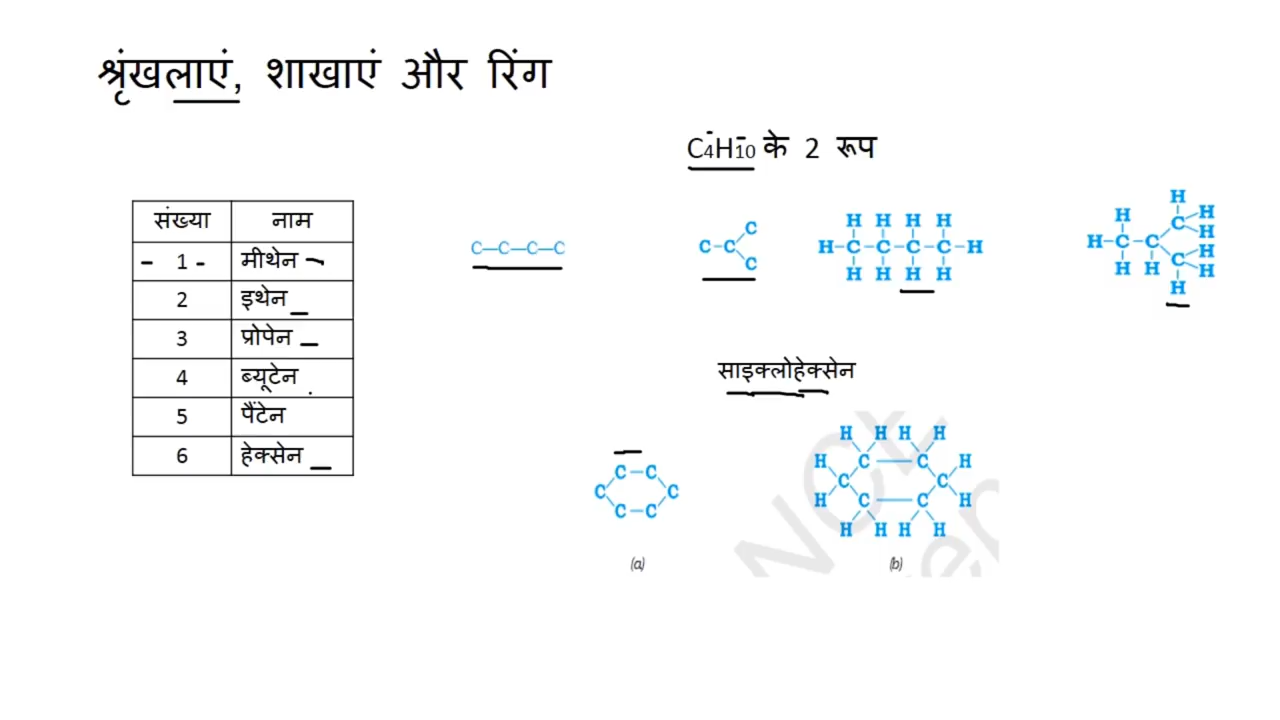 श्रृंखलाएं, शाखाएं और रिंग
C4H10 के 2 रूप
संख्या नाम
1 मीथेन
2 इथेन
3 प्रोपेन
4 ब्यूटेन
5 पैंटेन
6 हेक्सेन
C—C—C—C
C
C–C
C
H H H H
H–C–C–C–C–H
H H H H
H
H H
C H
H–C–C H
C H
H H H
साइक्लोहेक्सेन
C–C
C C
C–C
(a)
H H H H
H C—C H
C C
H C—C H
H H H H
(b)